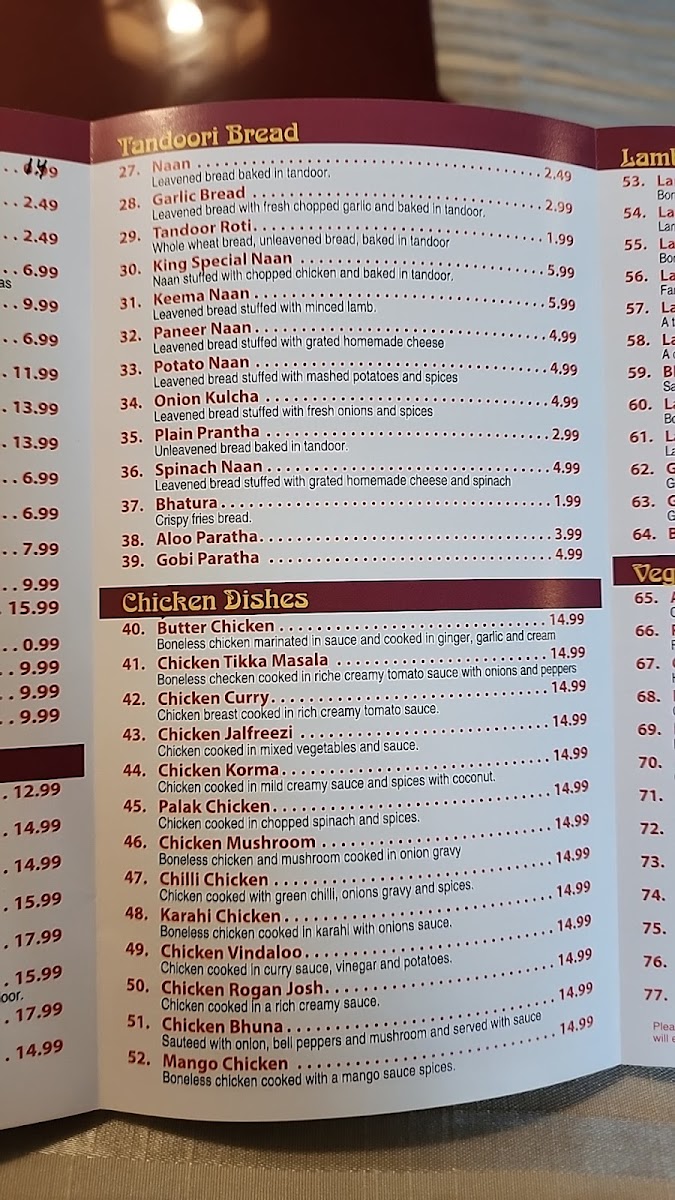 . . 2.49
. . 2.49
. . 6.99
as
. . 9.99
. . 6.99
. 11.99
. 13.99
. 13.99
. . 6.99
. . 6.99
. . 7.99
. . 9.99
. 15.99
. . 0.99
. . 9.99
. . 9.99
. . 9.99
. 12.99
. 14.99
. 14.99
. 15.99
. 17.99
. 15.99
oor.
. 17.99
. 14.99
Tandoori Bread
27. Naan 2.49
Leavened bread baked in tandoor.
28. Garlic Bread 2.99
Leavened bread with fresh chopped garlic and baked in tandoor.
29. Tandoor Roti 1.99
Whole wheat bread, unleavened bread, baked in tandoor
30. King Special Naan 5.99
Naan stuffed with chopped chicken and baked in tandoor.
31. Keema Naan 5.99
Leavened bread stuffed with minced lamb.
32. Paneer Naan 4.99
Leavened bread stuffed with grated homemade cheese
33. Potato Naan 4.99
Leavened bread stuffed with mashed potatoes and spices
34. Onion Kulcha 4.99
Leavened bread stuffed with fresh onions and spices
35. Plain Prantha 2.99
Unleavened bread baked in tandoor.
36. Spinach Naan 4.99
Leavened bread stuffed with grated homemade cheese and spinach
37. Bhatura 1.99
Crispy fries bread.
38. Aloo Paratha 3.99
39. Gobi Paratha 4.99
Chicken Dishes
40. Butter Chicken 14.99
Boneless chicken marinated in sauce and cooked in ginger, garlic and cream
41. Chicken Tikka Masala 14.99
Boneless checken cooked in riche creamy tomato sauce with onions and peppers
42. Chicken Curry 14.99
Chicken breast cooked in rich creamy tomato sauce.
43. Chicken Jalfreezi 14.99
Chicken cooked in mixed vegetables and sauce.
44. Chicken Korma 14.99
Chicken cooked in mild creamy sauce and spices with coconut.
45. Palak Chicken 14.99
Chicken cooked in chopped spinach and spices.
46. Chicken Mushroom 14.99
Boneless chicken and mushroom cooked in onion gravy
47. Chilli Chicken 14.99
Chicken cooked with green chilli, onions gravy and spices.
48. Karahi Chicken 14.99
Boneless chicken cooked in karahi with onions sauce.
49. Chicken Vindaloo 14.99
Chicken cooked in curry sauce, vinegar and potatoes.
50. Chicken Rogan Josh 14.99
Chicken cooked in a rich creamy sauce.
51. Chicken Bhuna 14.99
Sauteed with onion, bell peppers and mushroom and served with sauce
52. Mango Chicken 14.99
Boneless chicken cooked with a mango sauce spices.
Lam
53. La
Bor
54. La
Lam
55. La
Bo
56. La
Fa
57. La
A t
58. La
A c
59. B
Sa
60. La
Bo
61. L
La
62. G
G
63. G
G
64. B
Veg
65.
66.
67.
68.
69.
70.
71.
72.
73.
74.
75.
76.
77.
Plea
will e